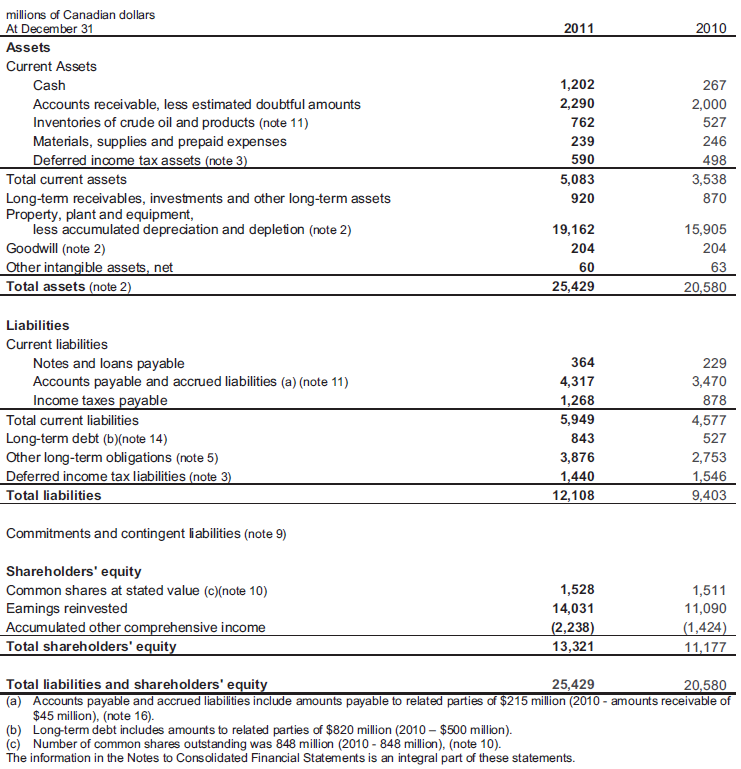 millions of Canadian dollars
At December 31 2011 2010
Assets
Current Assets
Cash 1,202 267
Accounts receivable, less estimated doubtful amounts 2,290 2,000
Inventories of crude oil and products (note 11) 762 527
Materials, supplies and prepaid expenses 239 246
Deferred income tax assets (note 3) 590 498
Total current assets 5,083 3,538
Long-term receivables, investments and other long-term assets 920 870
Property, plant and equipment,
less accumulated depreciation and depletion (note 2) 19,162 15,905
Goodwill (note 2) 204 204
Other intangible assets, net 60 63
Total assets (note 2) 25,429 20,580
Liabilities
Current liabilities
Notes and loans payable 364 229
Accounts payable and accrued liabilities (a) (note 11) 4,317 3,470
Income taxes payable 1,268 878
Total current liabilities 5,949 4,577
Long-term debt (b)(note 14) 843 527
Other long-term obligations (note 5) 3,876 2,753
Deferred income tax liabilities (note 3) 1,440 1,546
Total liabilities 12,108 9,403
Commitments and contingent liabilities (note 9)
Shareholders' equity
Common shares at stated value (c)(note 10) 1,528 1,511
Earnings reinvested 14,031 11,090
Accumulated other comprehensive income (2,238) (1,424)
Total shareholders' equity 13,321 11,177
Total liabilities and shareholders' equity 25,429 20,580
(a) Accounts payable and accrued liabilities include amounts payable to related parties of $215 million (2010 - amounts receivable of
$45 million), (note 16).
(b) Long-term debt includes amounts to related parties of $820 million (2010 – $500 million).
(c) Number of common shares outstanding was 848 million (2010 - 848 million), (note 10).
The information in the Notes to Consolidated Financial Statements is an integral part of these statements.